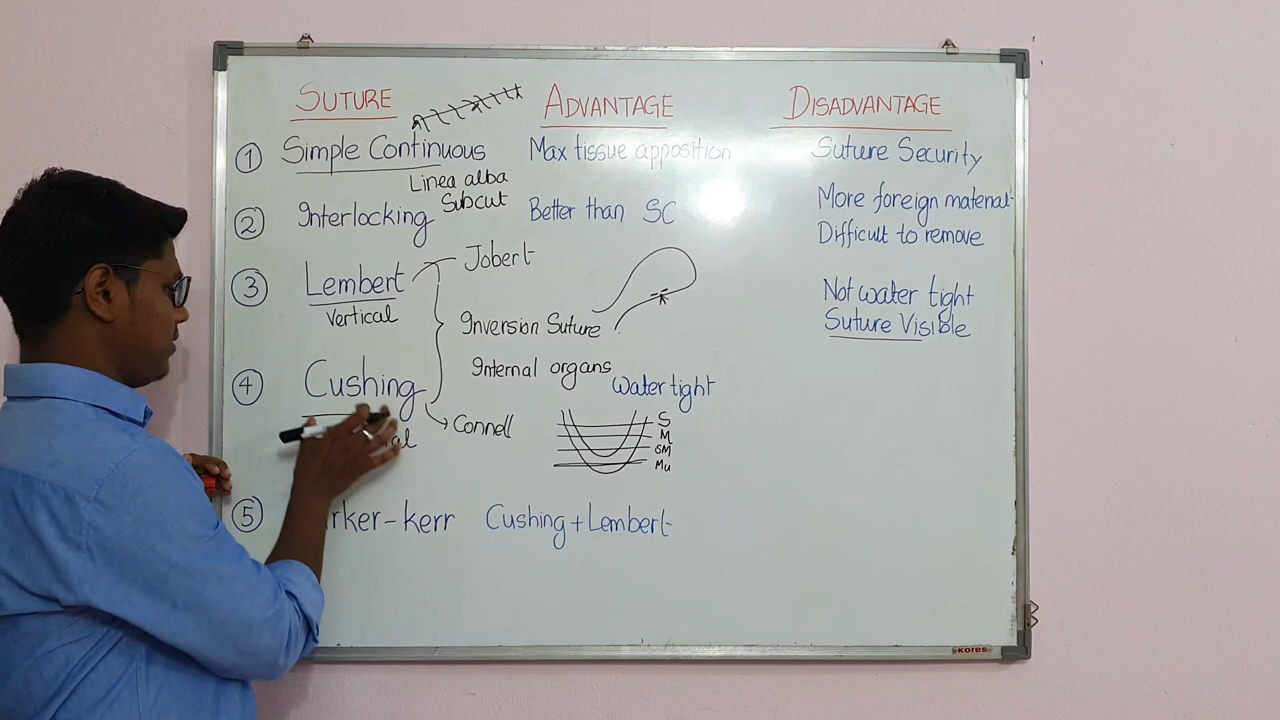 SUTURE ADVANTAGE DISADVANTAGE
1 Simple Continuous Max tissue apposition Suture Security
Linea alba
Subcut
2 Interlocking Better than SC More foreign material
Difficult to remove
Jobert
3 Lembert Not water tight
Vertical Inversion Suture Suture Visible
Internal organs
4 Cushing Water tight
Connell
S
M
SM
Mu
5 Cushing + Lembert
kerr
KORES